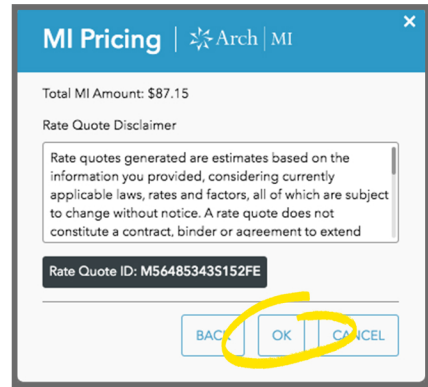 MI Pricing | Arch | MI
×
Total MI Amount: $87.15
Rate Quote Disclaimer
Rate quotes generated are estimates based on the
information you provided, considering currently
applicable laws, rates and factors, all of which are subject
to change without notice. A rate quote does not
constitute a contract, binder or agreement to extend
Rate Quote ID: M56485343S152FE
BACK OK CANCEL